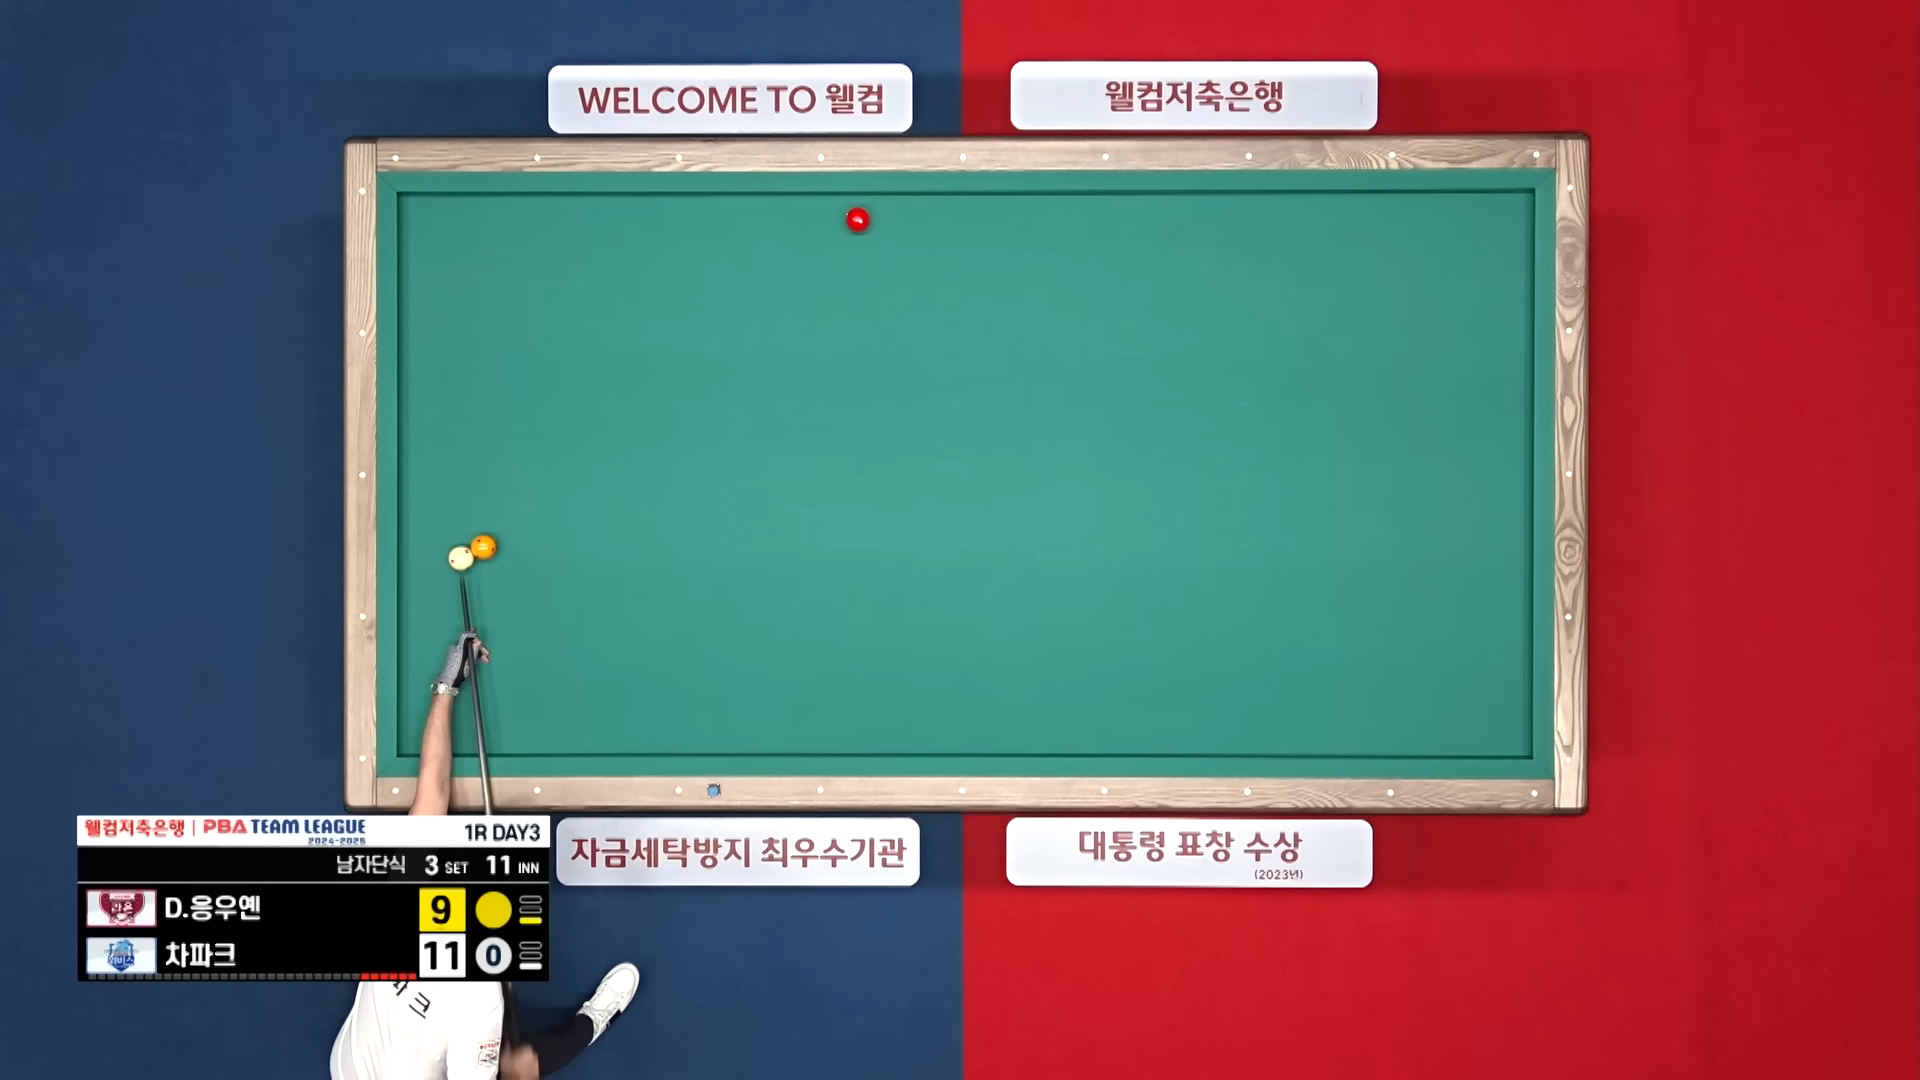 WELCOME TO 웰컴
웰컴저축은행
자금세탁방지 최우수기관
대통령 표창 수상
(2023년)
웰컴저축은행 | PBA TEAM LEAGUE
2024-2025
1R DAY3
남자단식 3 SET 11 INN
D.응우옌 9
차파크 11 0
파크